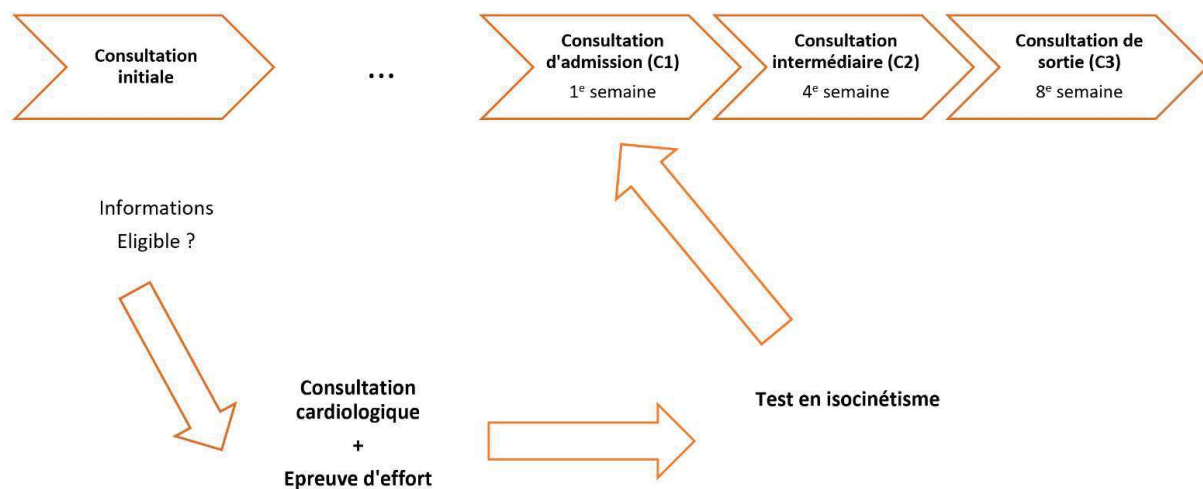 Consultation
initiale
...
Consultation
d'admission (C1)
1e semaine
Consultation
intermédiaire (C2)
4e semaine
Consultation de
sortie (C3)
8e semaine
Informations
Eligible ?
Consultation
cardiologique
+
Epreuve d'effort
Test en isocinétisme